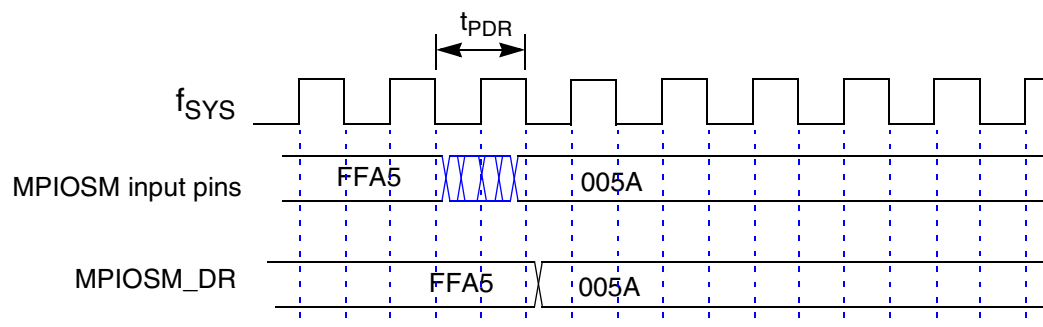 tPDR
fSYS
MPIOSM input pins
FFA5
005A
MPIOSM_DR
FFA5
005A